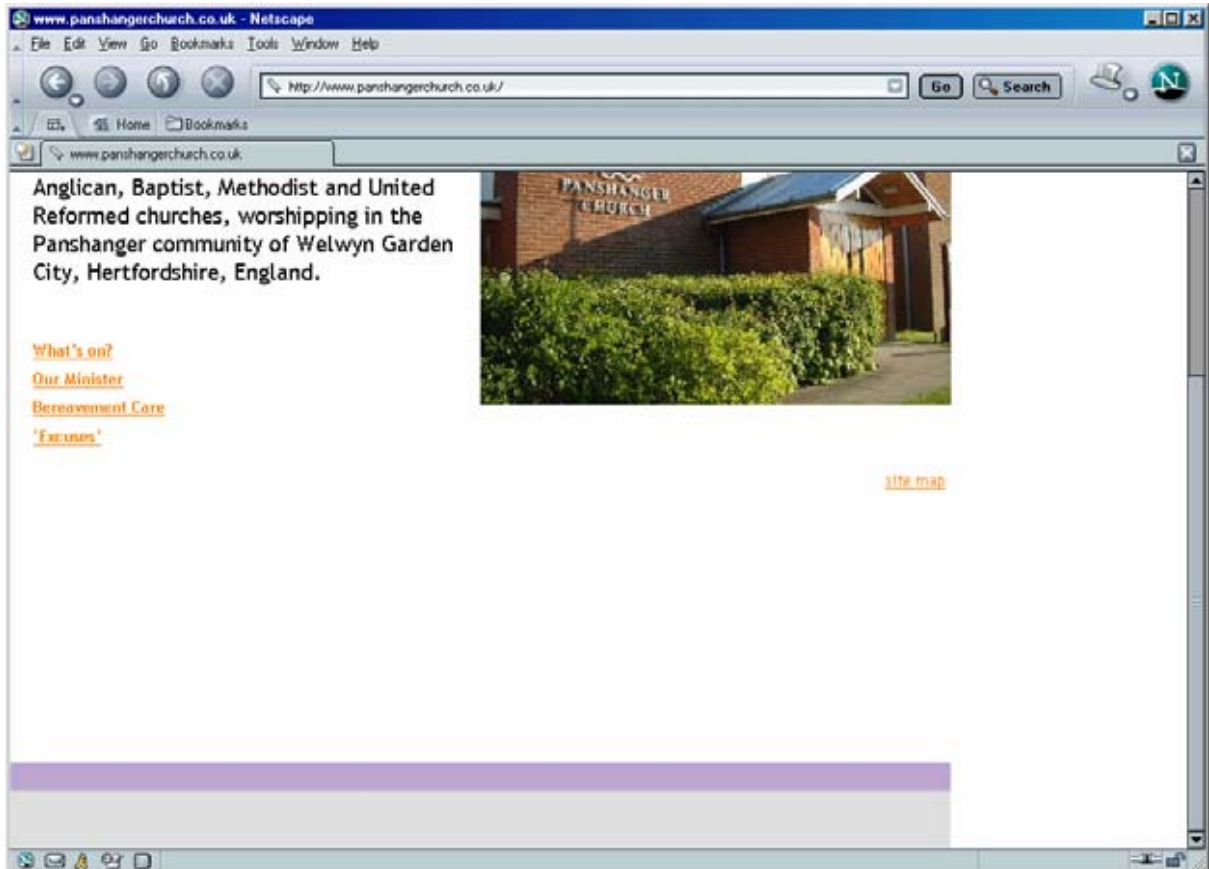 www.panshangerchurch.co.uk - Netscape
File Edit View Go Bookmarks Tools Window Help
http://www.panshangerchurch.co.uk/ Go Search N
Home Bookmarks
www.panshangerchurch.co.uk
Anglican, Baptist, Methodist and United
Reformed churches, worshipping in the
Panshanger community of Welwyn Garden
City, Hertfordshire, England.
PANSHANGER
CHURCH
What's on?
Our Minister
Bereavement Care
'Excuses'
site map